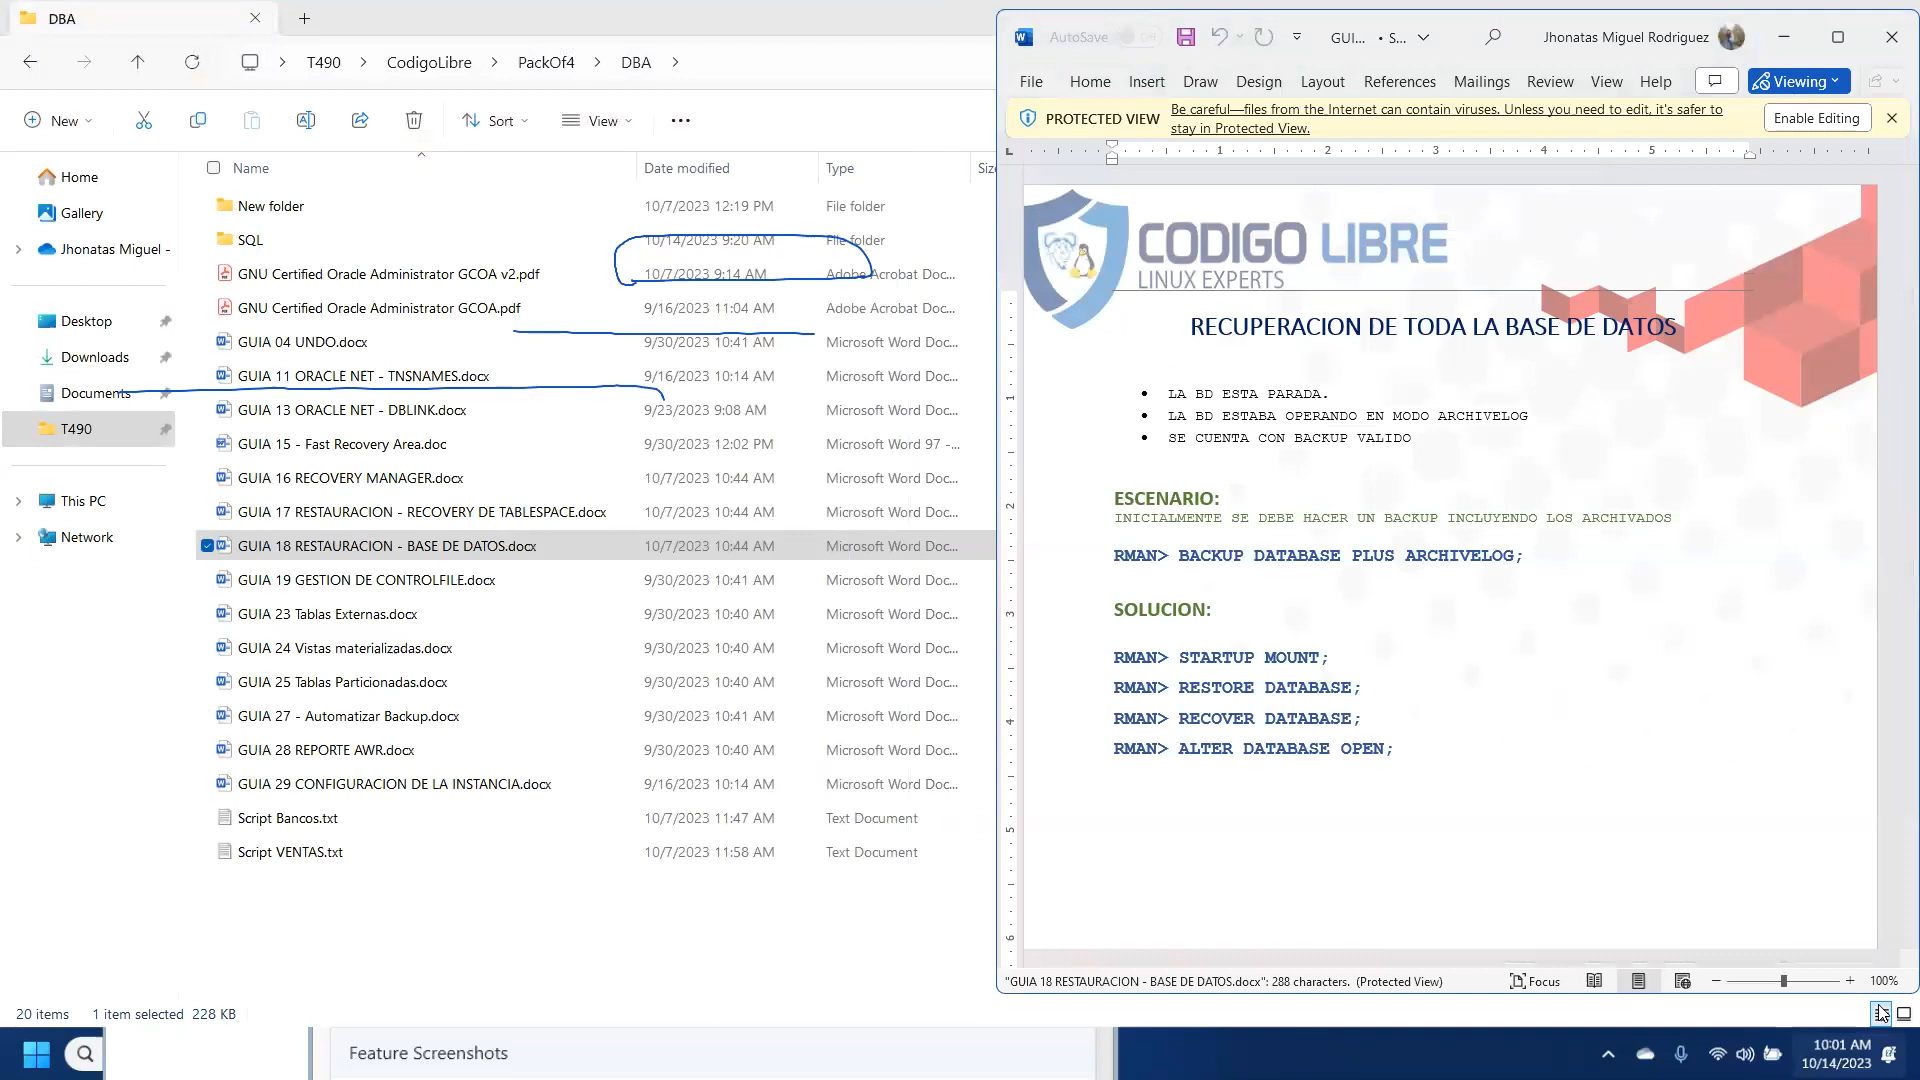 DBA
T490 CodigoLibre PackOf4 DBA
New Sort View
Name Date modified Type
Home
Gallery
Jhonatas Miguel -
Desktop
Downloads
Documents
T490
This PC
Network
New folder 10/7/2023 12:19 PM File folder
SQL 10/14/2023 9:20 AM File folder
GNU Certified Oracle Administrator GCOA v2.pdf 10/7/2023 9:14 AM Adobe Acrobat Doc...
GNU Certified Oracle Administrator GCOA.pdf 9/16/2023 11:04 AM Adobe Acrobat Doc...
GUIA 04 UNDO.docx 9/30/2023 10:41 AM Microsoft Word Doc...
GUIA 11 ORACLE NET - TNSNAMES.docx 9/16/2023 10:14 AM Microsoft Word Doc...
GUIA 13 ORACLE NET - DBLINK.docx 9/23/2023 9:08 AM Microsoft Word Doc...
GUIA 15 - Fast Recovery Area.doc 9/30/2023 12:02 PM Microsoft Word 97 -...
GUIA 16 RECOVERY MANAGER.docx 10/7/2023 10:44 AM Microsoft Word Doc...
GUIA 17 RESTAURACION - RECOVERY DE TABLESPACE.docx 10/7/2023 10:44 AM Microsoft Word Doc...
GUIA 18 RESTAURACION - BASE DE DATOS.docx 10/7/2023 10:44 AM Microsoft Word Doc...
GUIA 19 GESTION DE CONTROLFILE.docx 9/30/2023 10:41 AM Microsoft Word Doc...
GUIA 23 Tablas Externas.docx 9/30/2023 10:40 AM Microsoft Word Doc...
GUIA 24 Vistas materializadas.docx 9/30/2023 10:40 AM Microsoft Word Doc...
GUIA 25 Tablas Particionadas.docx 9/30/2023 10:40 AM Microsoft Word Doc...
GUIA 27 - Automatizar Backup.docx 9/30/2023 10:41 AM Microsoft Word Doc...
GUIA 28 REPORTE AWR.docx 9/30/2023 10:40 AM Microsoft Word Doc...
GUIA 29 CONFIGURACION DE LA INSTANCIA.docx 9/16/2023 10:14 AM Microsoft Word Doc...
Script Bancos.txt 10/7/2023 11:47 AM Text Document
Script VENTAS.txt 10/7/2023 11:58 AM Text Document
20 items 1 item selected 228 KB
AutoSave Off GUI... • S... Jhonatas Miguel Rodriguez
File Home Insert Draw Design Layout References Mailings Review View Help Viewing
PROTECTED VIEW Be careful—files from the Internet can contain viruses. Unless you need to edit, it's safer to
stay in Protected View. Enable Editing
1 2 3 4 5
CODIGO LIBRE
LINUX EXPERTS
RECUPERACION DE TODA LA BASE DE DATOS
• LA BD ESTA PARADA.
• LA BD ESTABA OPERANDO EN MODO ARCHIVELOG
• SE CUENTA CON BACKUP VALIDO
ESCENARIO:
INICIALMENTE SE DEBE HACER UN BACKUP INCLUYENDO LOS ARCHIVADOS
RMAN> BACKUP DATABASE PLUS ARCHIVELOG;
SOLUCION:
RMAN> STARTUP MOUNT;
RMAN> RESTORE DATABASE;
RMAN> RECOVER DATABASE;
RMAN> ALTER DATABASE OPEN;
1
2
3
4
5
6
"GUIA 18 RESTAURACION - BASE DE DATOS.docx": 288 characters. (Protected View) Focus 100%
Feature Screenshots
10:01 AM
10/14/2023